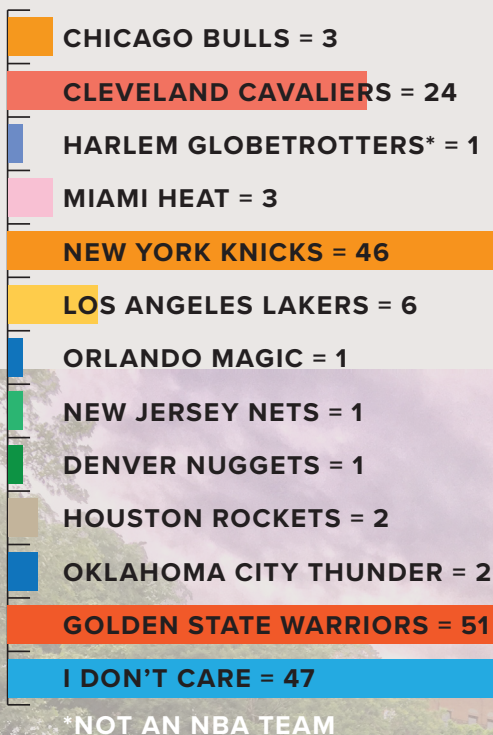 CHICAGO BULLS = 3
CLEVELAND CAVALIERS = 24
HARLEM GLOBETROTTERS* = 1
MIAMI HEAT = 3
NEW YORK KNICKS = 46
LOS ANGELES LAKERS = 6
ORLANDO MAGIC = 1
NEW JERSEY NETS = 1
DENVER NUGGETS = 1
HOUSTON ROCKETS = 2
OKLAHOMA CITY THUNDER = 2
GOLDEN STATE WARRIORS = 51
I DON'T CARE = 47
*NOT AN NBA TEAM